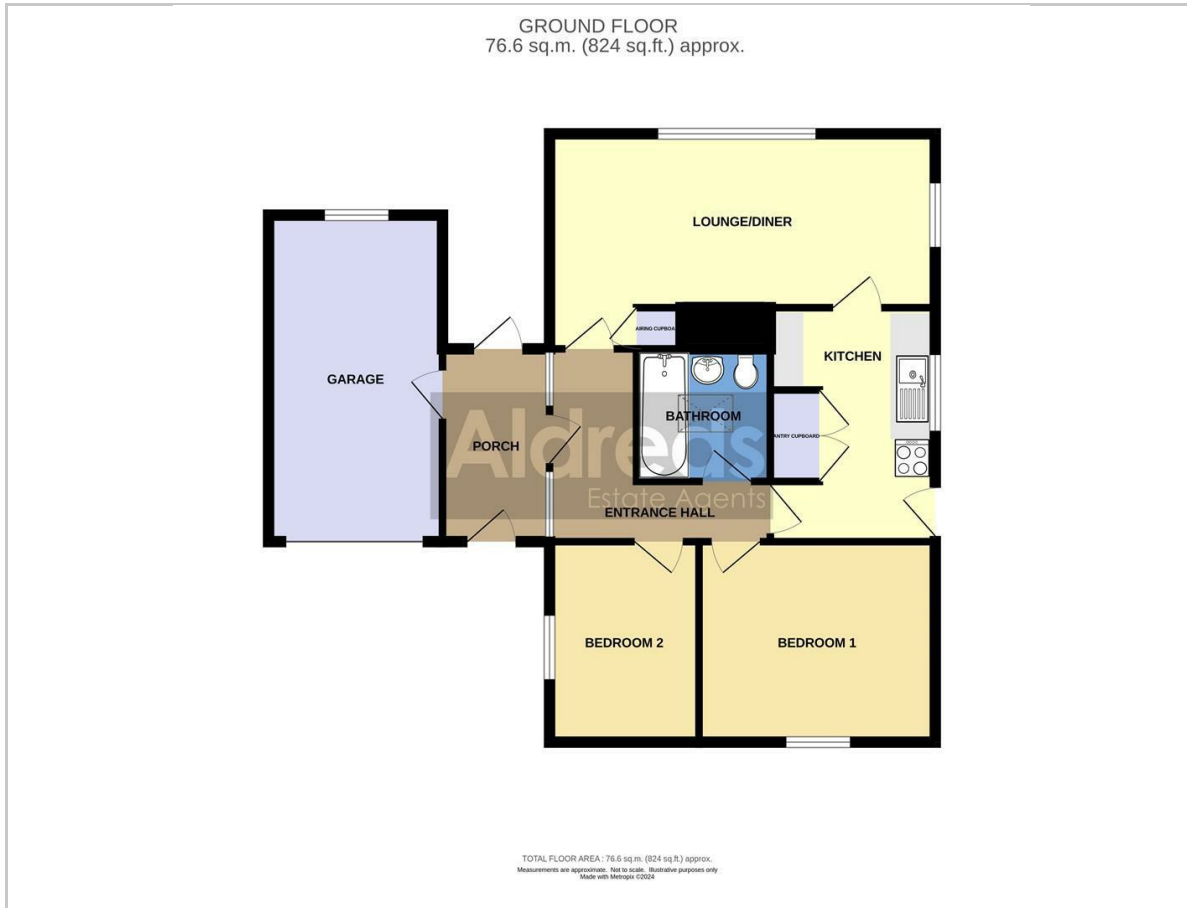 GROUND FLOOR
76.6 sq.m. (824 sq.ft.) approx.
LOUNGE/DINER
AIRING CUPBOA
KITCHEN
GARAGE
BATHROOM
PANTRY CUPBOARD
PORCH
Aldreds
Estate Agents
ENTRANCE HALL
BEDROOM 2
BEDROOM 1
TOTAL FLOOR AREA : 76.6 sq.m. (824 sq.ft.) approx.
Measurements are approximate. Not to scale. Illustrative purposes only
Made with Metropix ©2024